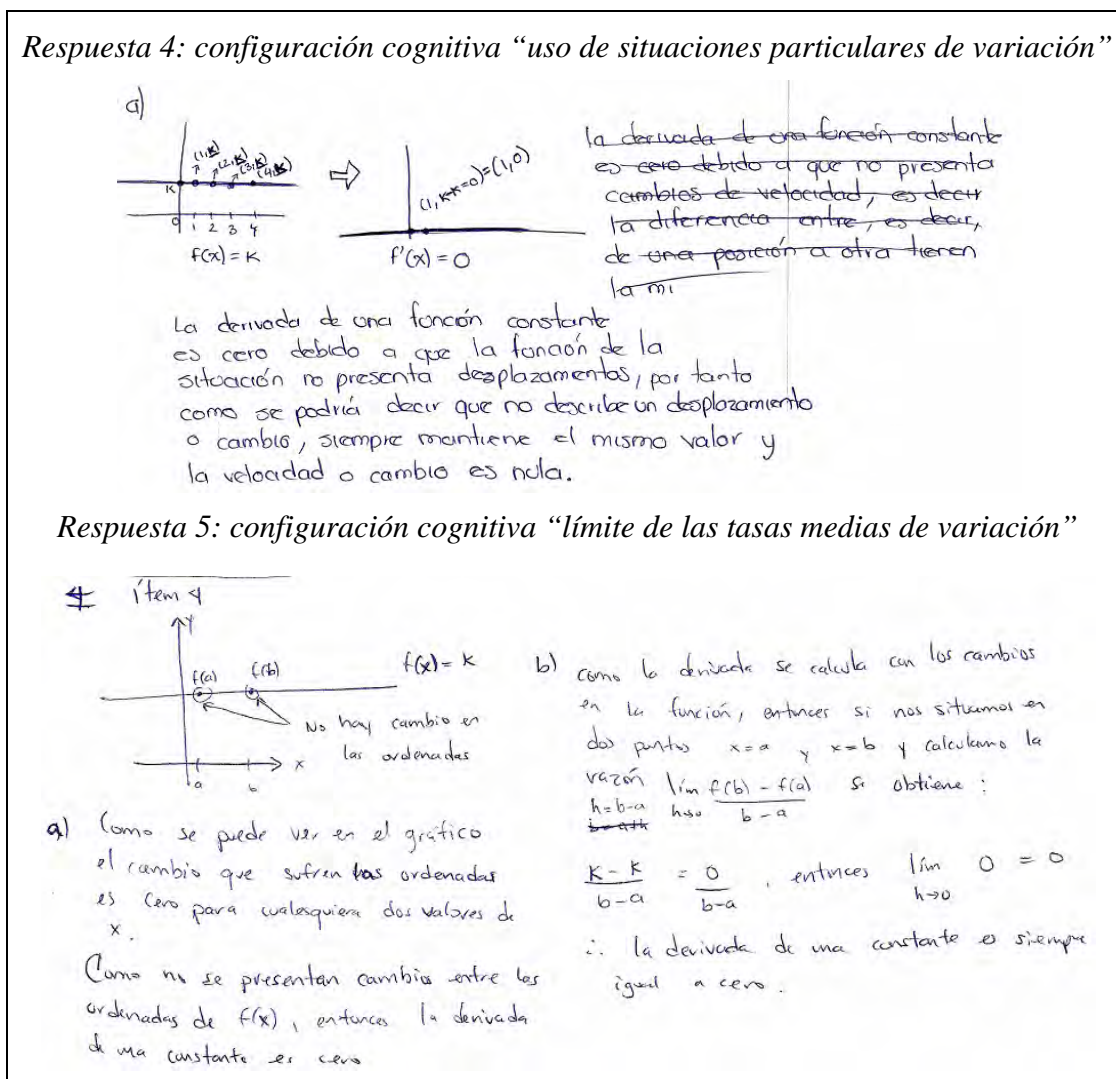 Respuesta 4: configuración cognitiva “uso de situaciones particulares de variación”
a)
(1,K)
(2,K)
(3,K)
(4,K)
K
0 1 2 3 4
f(x) = K
⇒
(1, K-K=0)=(1,0)
f'(x) = 0
la derivada de una función constante
es cero debido a que no presenta
cambios de velocidad, es decir
la diferencia entre, es decir,
de una posición a otra tienen
la mi
La derivada de una función constante
es cero debido a que la función de la
situación no presenta desplazamientos, por tanto
como se podría decir que no describe un desplazamiento
o cambio, siempre mantiene el mismo valor y
la velocidad o cambio es nula.
Respuesta 5: configuración cognitiva “límite de las tasas medias de variación”
4 ítem 4
y
f(a) f(b) f(x) = K
No hay cambio en
las ordenadas
x
a b
a) Como se puede ver en el gráfico
el cambio que sufren las ordenadas
es cero para cualesquiera dos valores de
x.
Como no se presentan cambios entre las
ordenadas de f(x), entonces la derivada
de una constante es cero
b) como la derivada se calcula con los cambios
en la función, entonces si nos situamos en
dos puntos x=a y x=b y calculamo la
razón lím h→0 f(b) - f(a) / b - a se obtiene:
h=b-a
b=a+h
K - K / b - a = 0 / b - a , entonces lím h→0 0 = 0
∴ la derivada de una constante es siempre
igual a cero.